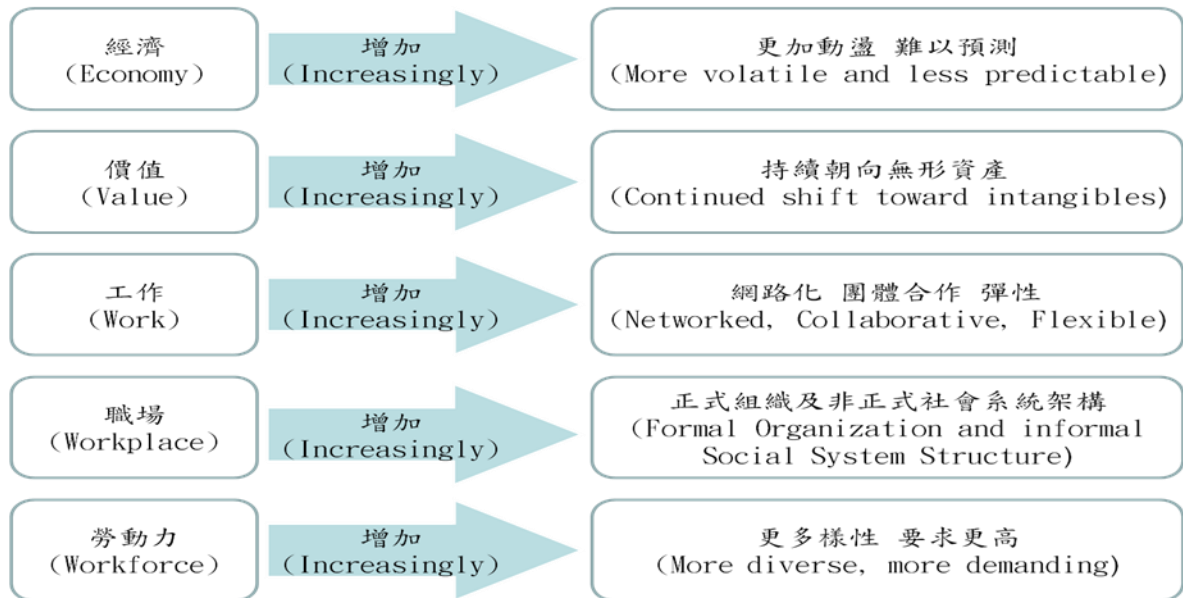 經濟
(Economy)
增加
(Increasingly)
更加動盪 難以預測
(More volatile and less predictable)
價值
(Value)
增加
(Increasingly)
持續朝向無形資產
(Continued shift toward intangibles)
工作
(Work)
增加
(Increasingly)
網路化 團體合作 彈性
(Networked, Collaborative, Flexible)
職場
(Workplace)
增加
(Increasingly)
正式組織及非正式社會系統架構
(Formal Organization and informal
Social System Structure)
勞動力
(Workforce)
增加
(Increasingly)
更多樣性 要求更高
(More diverse, more demanding)